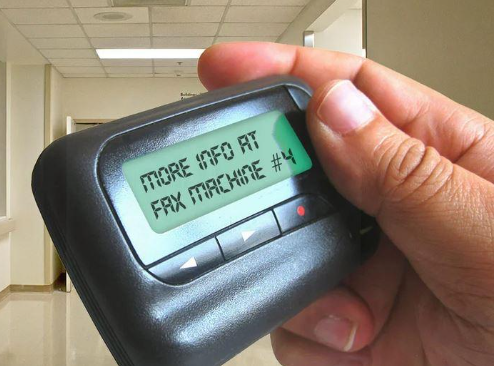 MORE INFO AT
FAX MACHINE #4